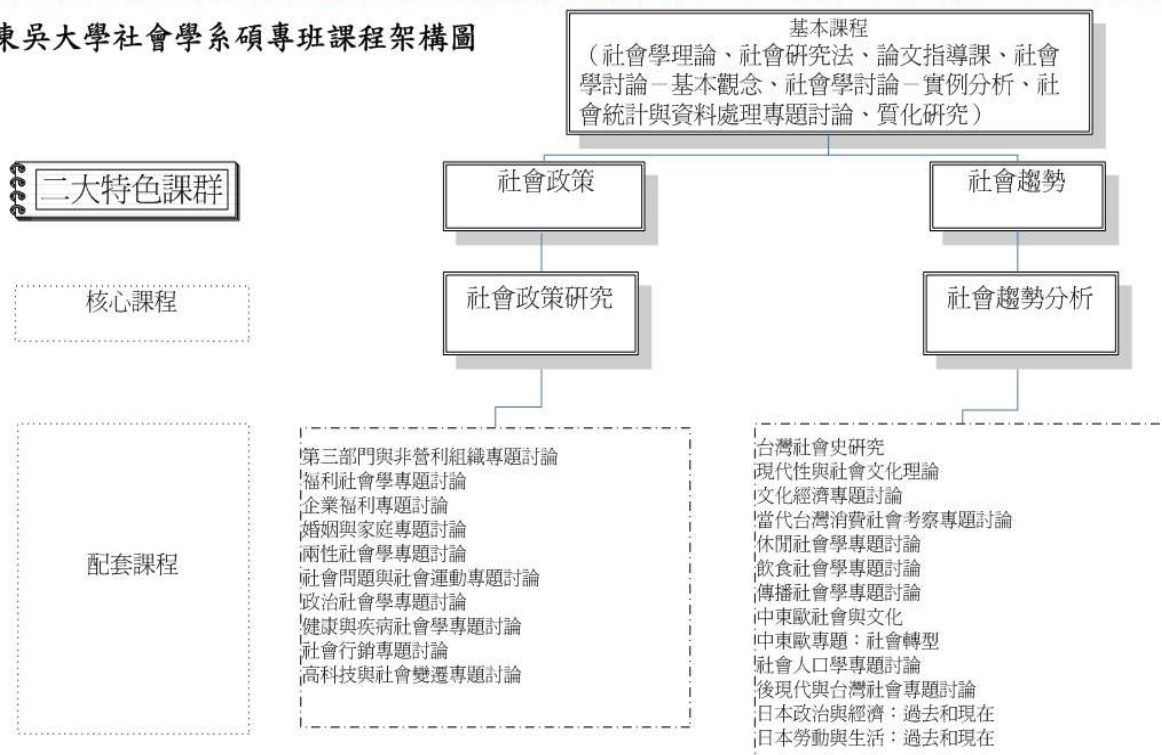 東吳大學社會學系碩專班課程架構圖
基本課程
（社會學理論、社會研究法、論文指導課、社會
學討論－基本觀念、社會學討論－實例分析、社
會統計與資料處理專題討論、質化研究）
二大特色課群
社會政策
社會趨勢
核心課程
社會政策研究
社會趨勢分析
配套課程
第三部門與非營利組織專題討論
福利社會學專題討論
企業福利專題討論
婚姻與家庭專題討論
兩性社會學專題討論
社會問題與社會運動專題討論
政治社會學專題討論
健康與疾病社會學專題討論
社會行銷專題討論
高科技與社會變遷專題討論
台灣社會史研究
現代性與社會文化理論
文化經濟專題討論
當代台灣消費社會考察專題討論
休閒社會學專題討論
飲食社會學專題討論
傳播社會學專題討論
中東歐社會與文化
中東歐專題：社會轉型
社會人口學專題討論
後現代與台灣社會專題討論
日本政治與經濟：過去和現在
日本勞動與生活：過去和現在